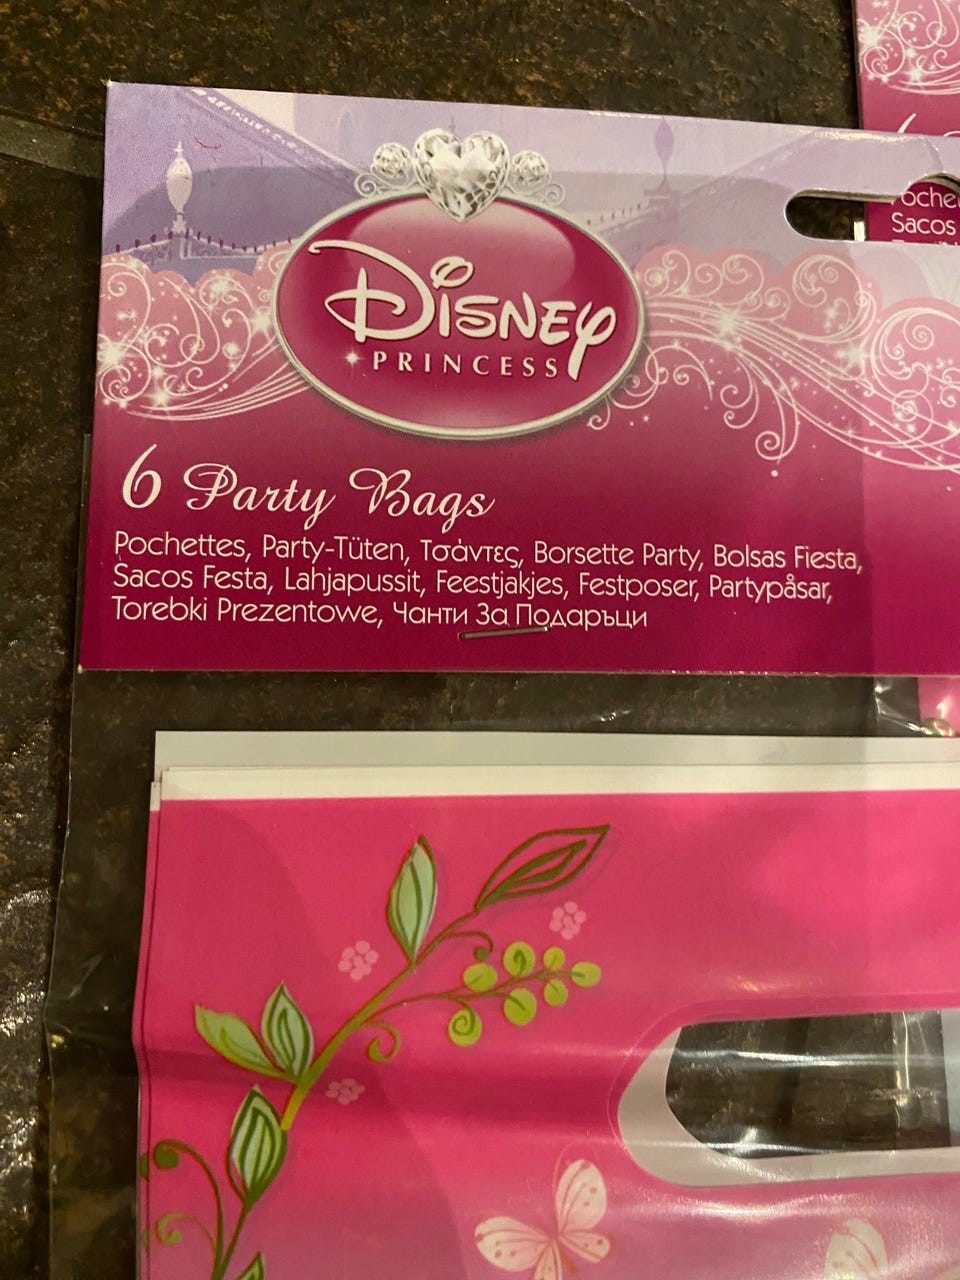 Disney
PRINCESS
6 Party Bags
Pochettes, Party-Tüten, Τσάντες, Borsette Party, Bolsas Fiesta,
Sacos Festa, Lahjapussit, Feestjakjes, Festposer, Partypåsar,
Torebki Prezentowe, Чанти За Подаръци
Sacos